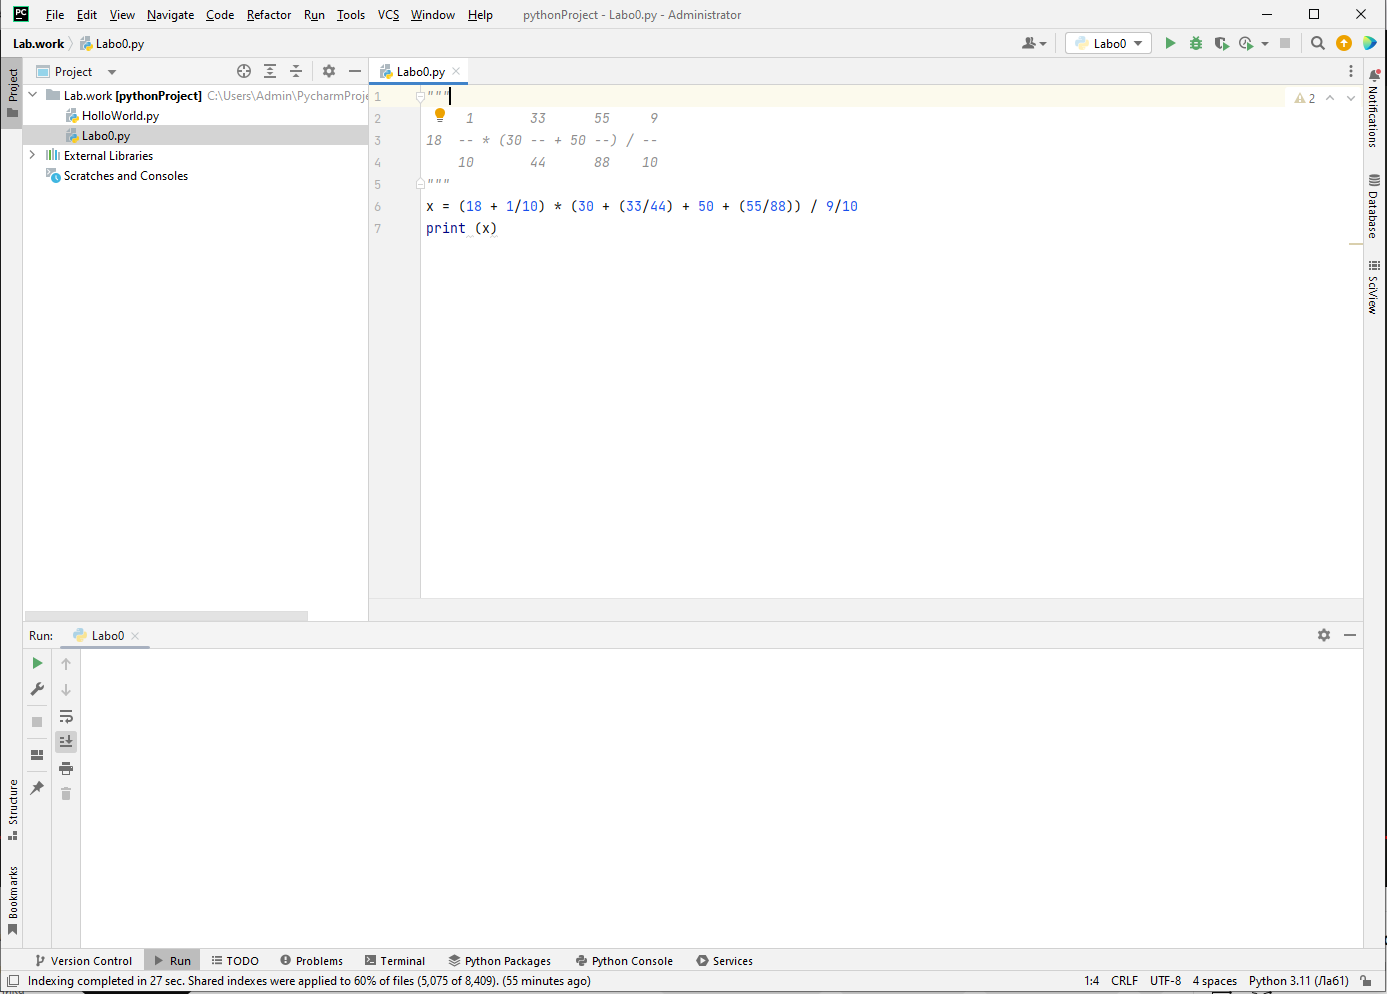 PC File Edit View Navigate Code Refactor Run Tools VCS Window Help pythonProject - Labo0.py - Administrator
Lab.work Labo0.py Labo0
Project Project Labo0.py
Lab.work [pythonProject] C:\Users\Admin\PycharmProje
HolloWorld.py
Labo0.py
External Libraries
Scratches and Consoles
1 """
2 1 33 55 9
3 18 -- * (30 -- + 50 --) / --
4 10 44 88 10
5 """
6 x = (18 + 1/10) * (30 + (33/44) + 50 + (55/88)) / 9/10
7 print (x)
2
Notifications
Database
SciView
Run: Labo0
Structure
Bookmarks
Version Control Run TODO Problems Terminal Python Packages Python Console Services
Indexing completed in 27 sec. Shared indexes were applied to 60% of files (5,075 of 8,409). (55 minutes ago) 1:4 CRLF UTF-8 4 spaces Python 3.11 (Ла61)